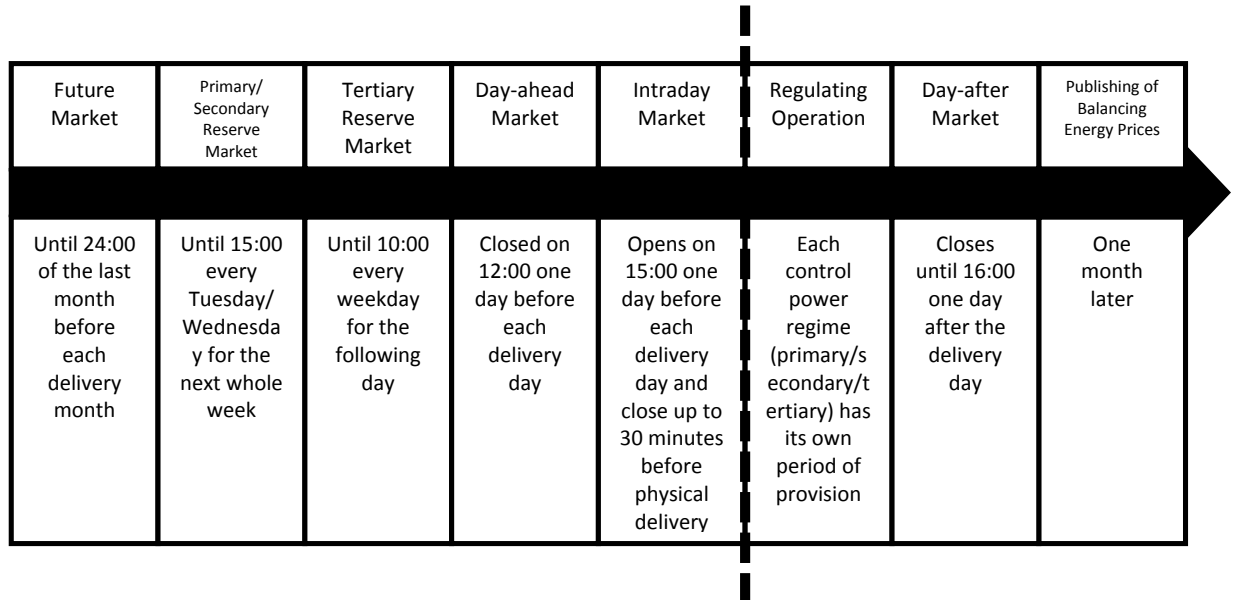 Future
Market
Primary/
Secondary
Reserve
Market
Tertiary
Reserve
Market
Day-ahead
Market
Intraday
Market
Regulating
Operation
Day-after
Market
Publishing of
Balancing
Energy Prices
Until 24:00
of the last
month
before
each
delivery
month
Until 15:00
every
Tuesday/
Wednesda
y for the
next whole
week
Until 10:00
every
weekday
for the
following
day
Closed on
12:00 one
day before
each
delivery
day
Opens on
15:00 one
day before
each
delivery
day and
close up to
30 minutes
before
physical
delivery
Each
control
power
regime
(primary/s
econdary/t
ertiary) has
its own
period of
provision
Closes
until 16:00
one day
after the
delivery
day
One
month
later